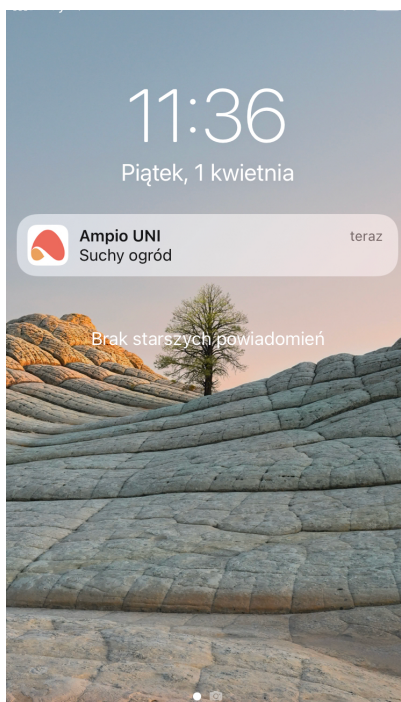 11:36
Piątek, 1 kwietnia
Ampio UNI
teraz
Suchy ogród
Brak starszych powiadomień